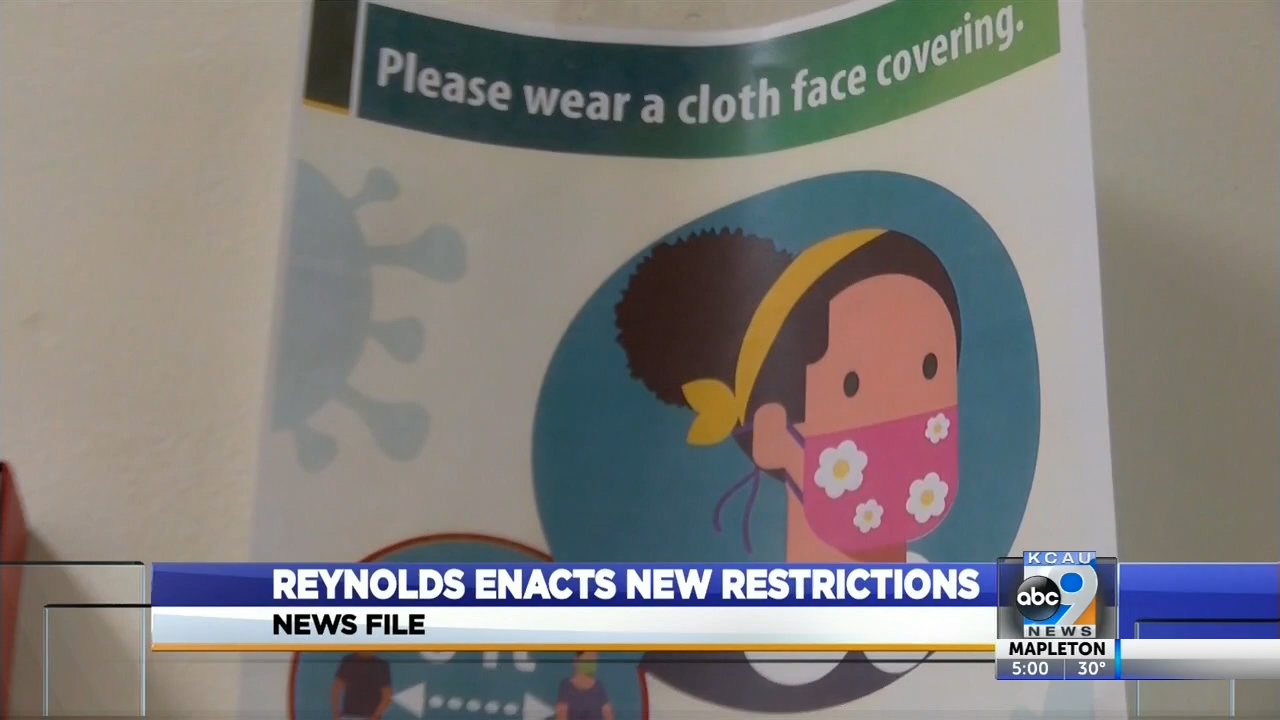 Please wear a cloth face covering.
REYNOLDS ENACTS NEW RESTRICTIONS
NEWS FILE
KCAU
abc 9
NEWS
MAPLETON
5:00 30°